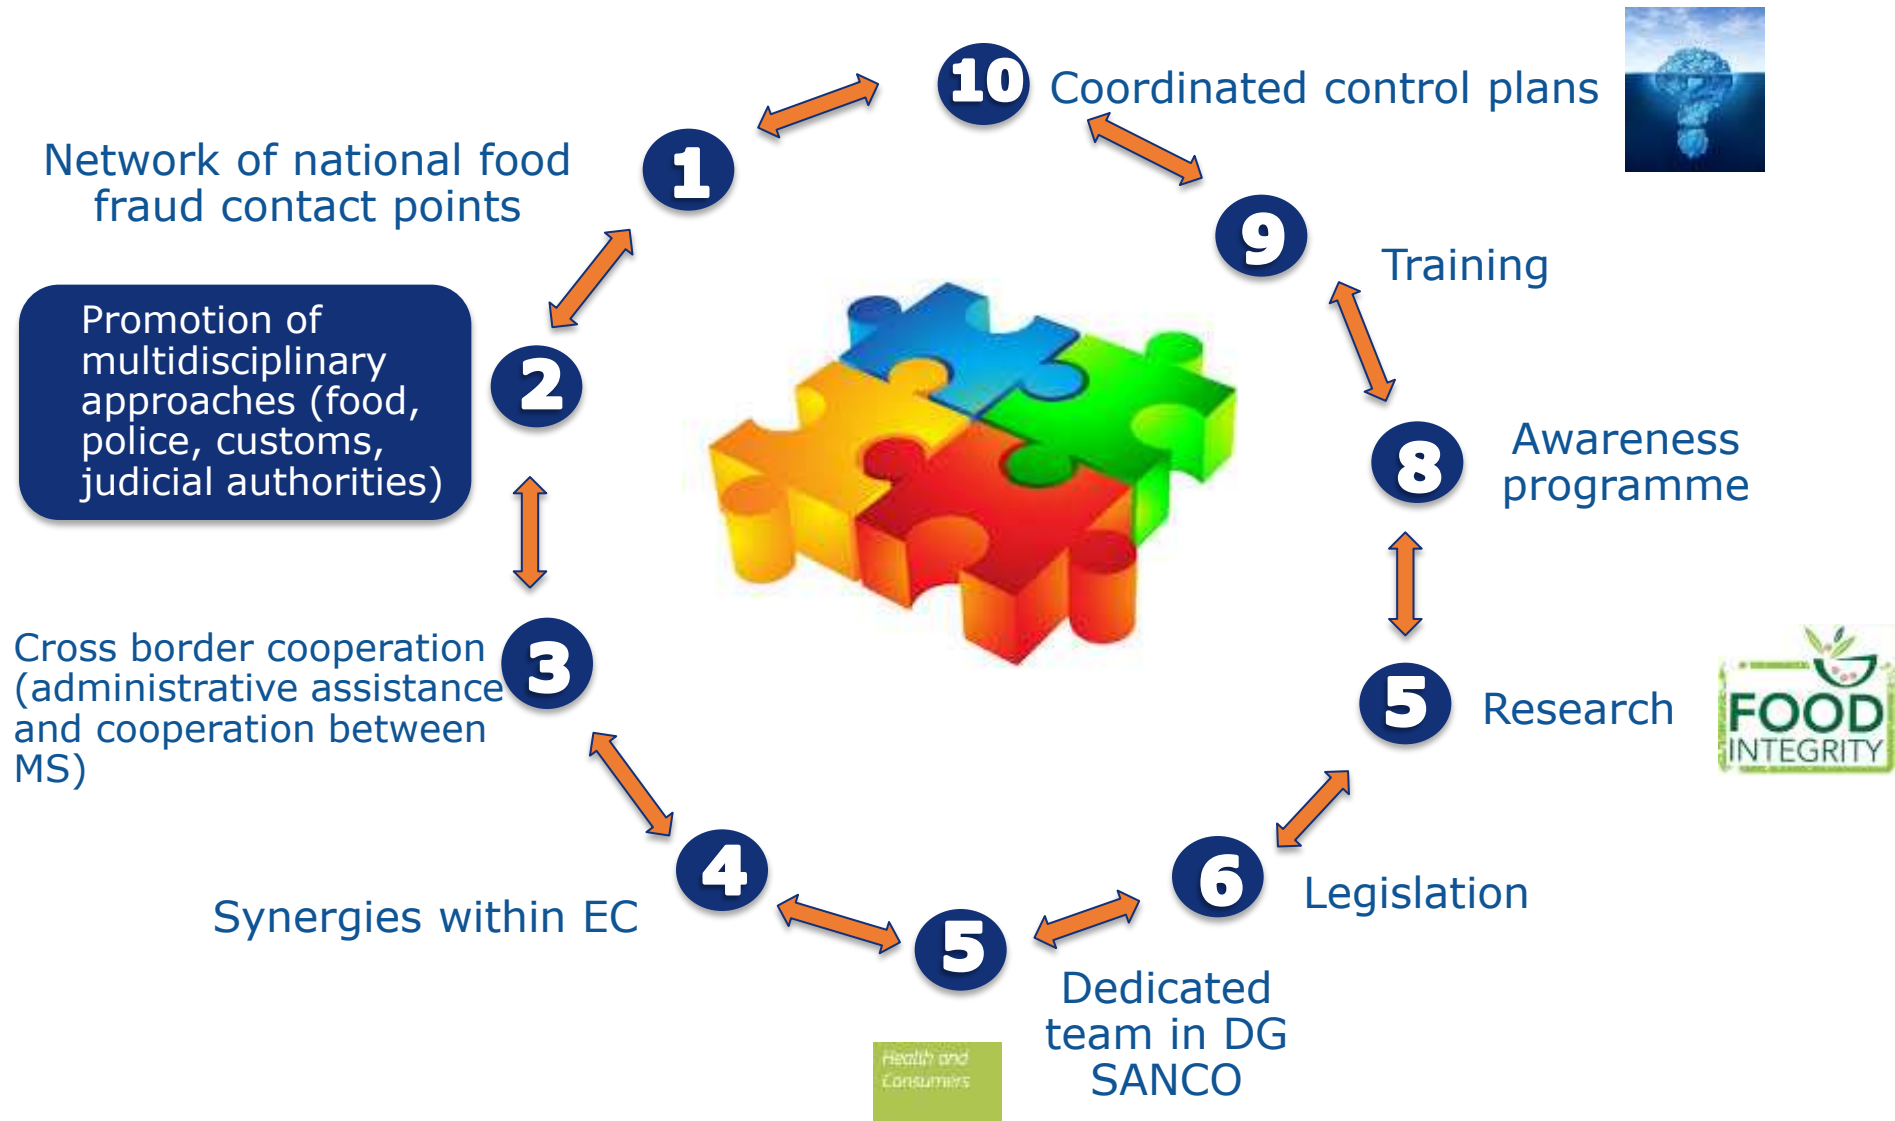 10
Coordinated control plans
1
Network of national food
fraud contact points
9
Training
2
Promotion of
multidisciplinary
approaches (food,
police, customs,
judicial authorities)
8
Awareness
programme
3
Cross border cooperation
(administrative assistance
and cooperation between
MS)
5
Research
FOOD
INTEGRITY
4
Synergies within EC
6
Legislation
5
Dedicated
team in DG
SANCO
Health and
Consumers